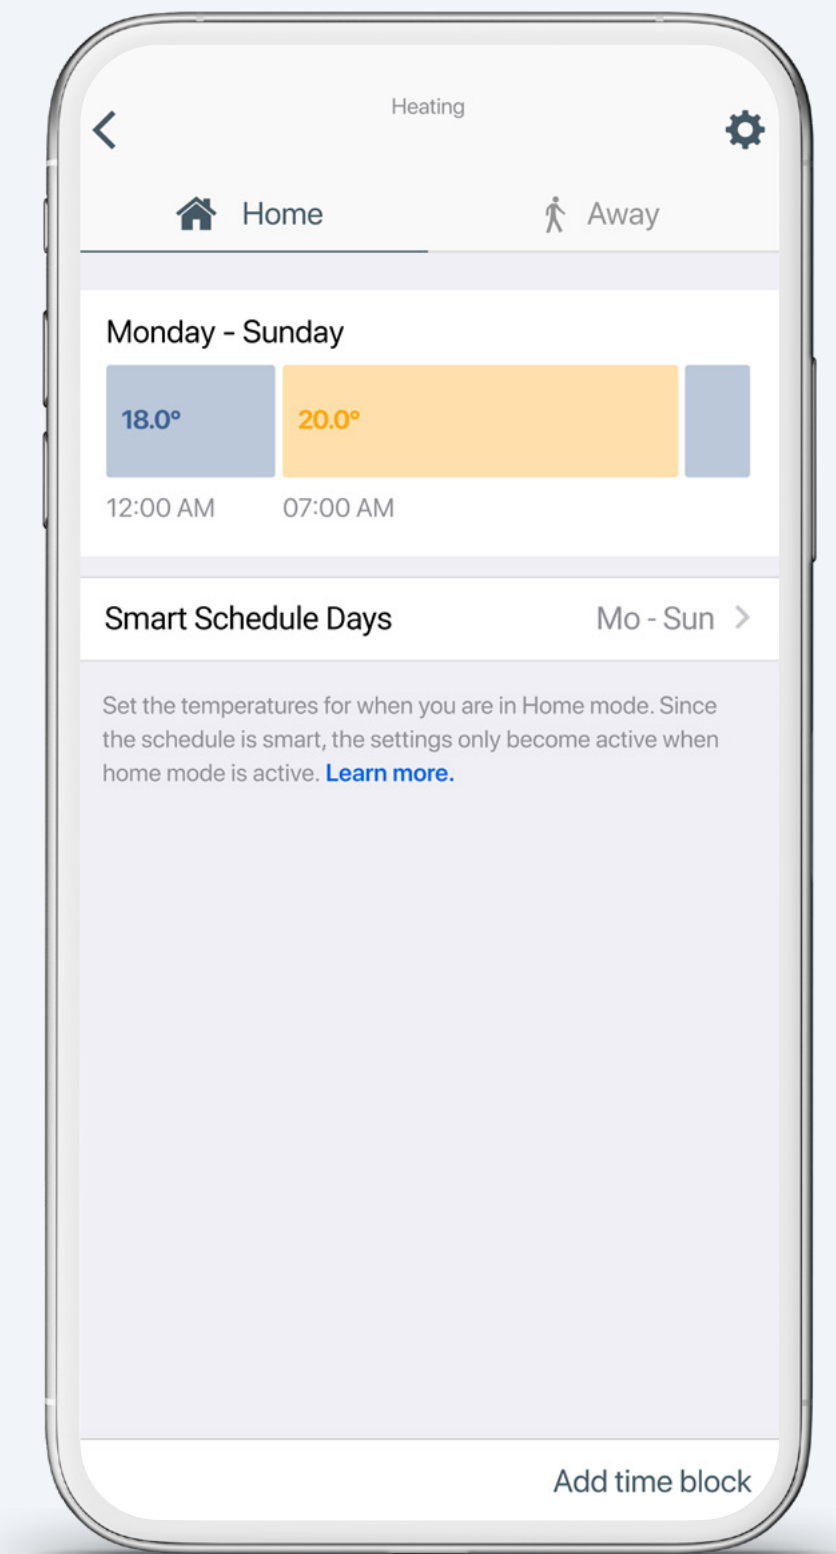 Heating
Home Away
Monday - Sunday
18.0° 20.0°
12:00 AM 07:00 AM
Smart Schedule Days Mo - Sun
Set the temperatures for when you are in Home mode. Since
the schedule is smart, the settings only become active when
home mode is active. Learn more.
Add time block